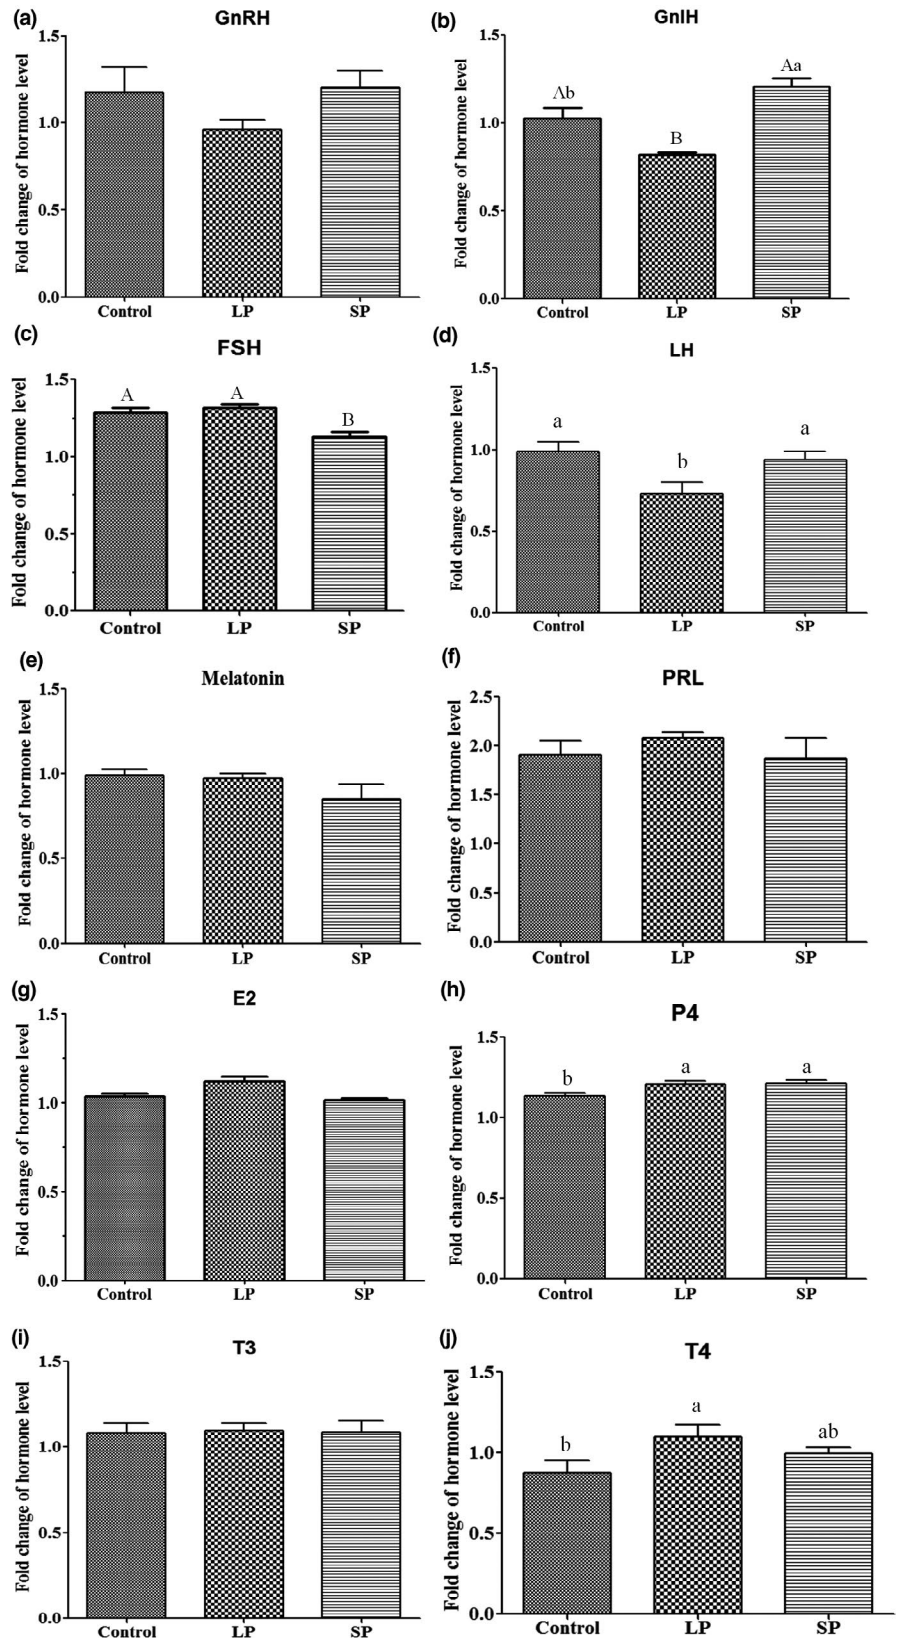 (a)
GnRH
Fold change of hormone level
1.5
1.0
0.5
0.0
Control LP SP
(b)
GnIH
Fold change of hormone level
1.5
1.0
0.5
0.0
Ab
B
Aa
Control LP SP
(c)
FSH
Fold change of hormone level
1.5
1.0
0.5
0.0
A
A
B
Control LP SP
(d)
LH
Fold change of hormone level
1.5
1.0
0.5
0.0
a
b
a
Control LP SP
(e)
Melatonin
Fold change of hormone level
1.5
1.0
0.5
0.0
Control LP SP
(f)
PRL
Fold change of hormone level
2.5
2.0
1.5
1.0
0.5
0.0
Control LP SP
(g)
E2
Fold change of hormone level
1.5
1.0
0.5
0.0
Control LP SP
(h)
P4
Fold change of hormone level
1.5
1.0
0.5
0.0
b
a
a
Control LP SP
(i)
T3
Fold change of hormone level
1.5
1.0
0.5
0.0
Control LP SP
(j)
T4
Fold change of hormone level
1.5
1.0
0.5
0.0
b
a
ab
Control LP SP